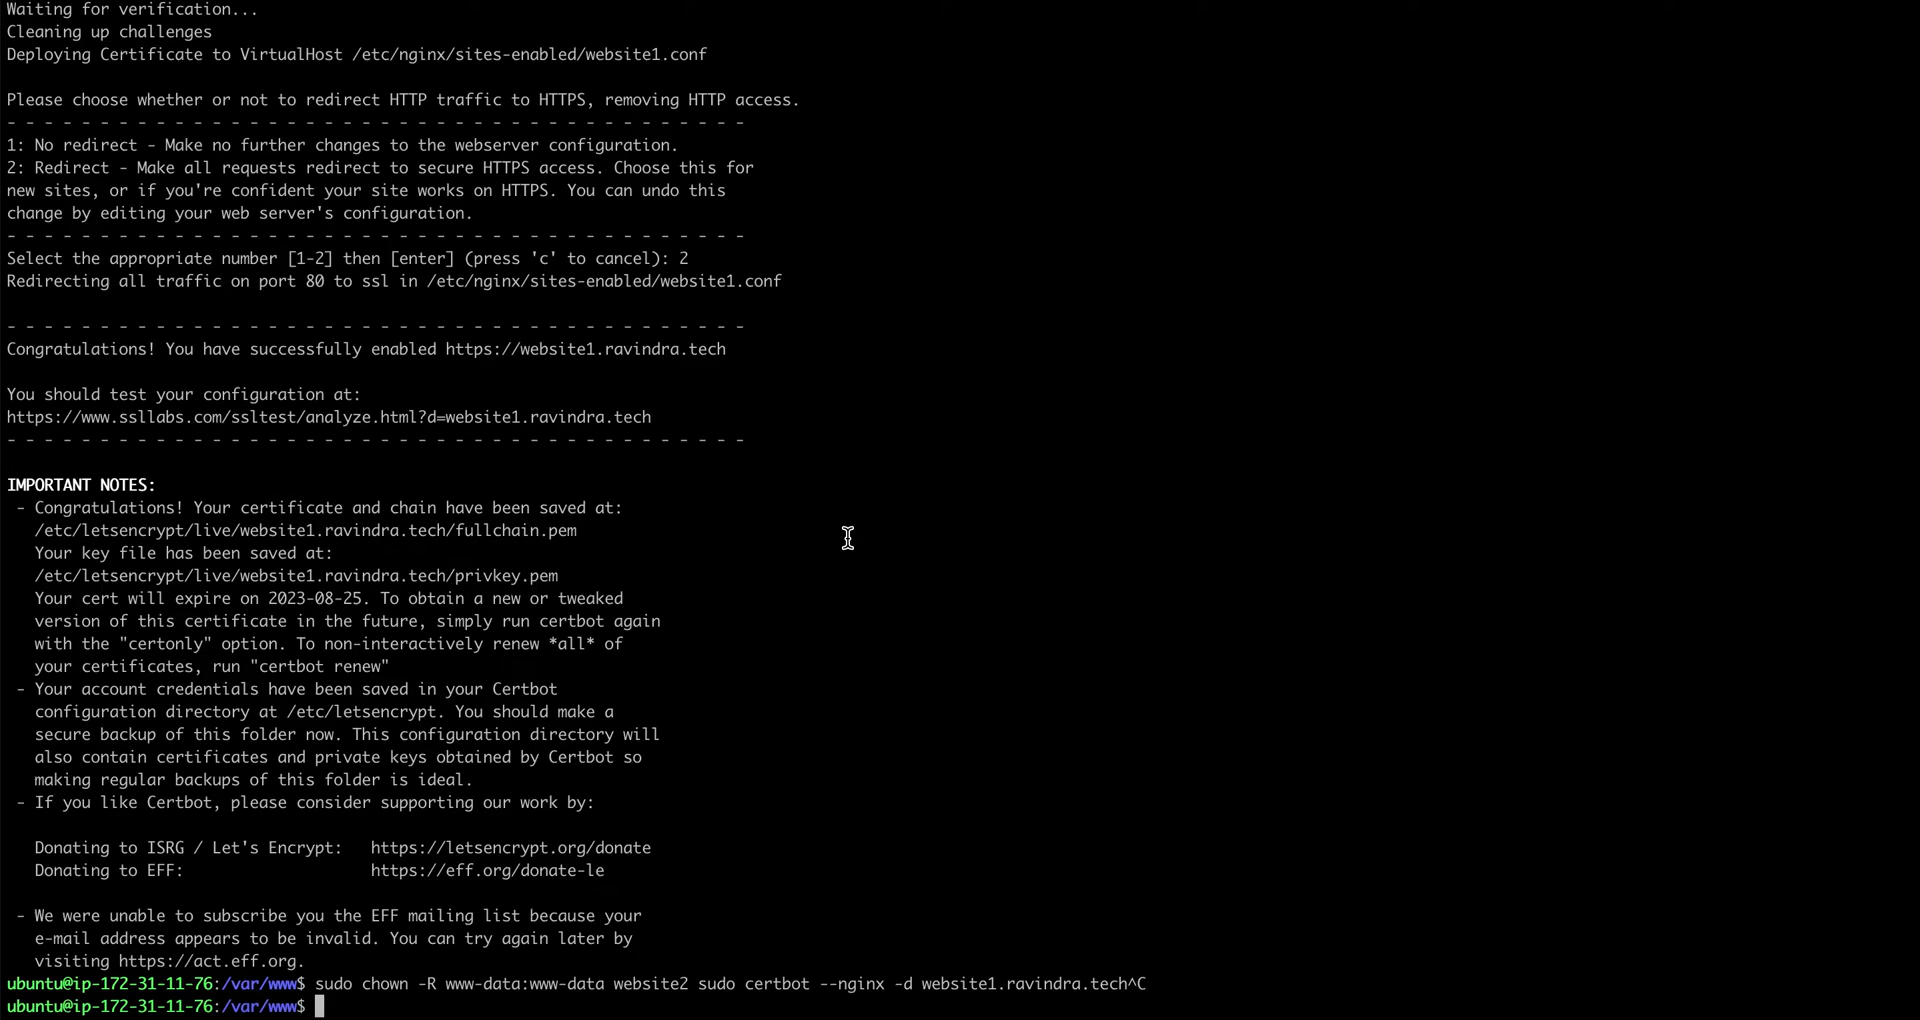 Waiting for verification...
Cleaning up challenges
Deploying Certificate to VirtualHost /etc/nginx/sites-enabled/website1.conf
Please choose whether or not to redirect HTTP traffic to HTTPS, removing HTTP access.
- - - - - - - - - - - - - - - - - - - - - - - - - - - - - - - - - - - - - - - -
1: No redirect - Make no further changes to the webserver configuration.
2: Redirect - Make all requests redirect to secure HTTPS access. Choose this for
new sites, or if you're confident your site works on HTTPS. You can undo this
change by editing your web server's configuration.
- - - - - - - - - - - - - - - - - - - - - - - - - - - - - - - - - - - - - - - -
Select the appropriate number [1-2] then [enter] (press 'c' to cancel): 2
Redirecting all traffic on port 80 to ssl in /etc/nginx/sites-enabled/website1.conf
- - - - - - - - - - - - - - - - - - - - - - - - - - - - - - - - - - - - - - - -
Congratulations! You have successfully enabled https://website1.ravindra.tech
You should test your configuration at:
https://www.ssllabs.com/ssltest/analyze.html?d=website1.ravindra.tech
- - - - - - - - - - - - - - - - - - - - - - - - - - - - - - - - - - - - - - - -
IMPORTANT NOTES:
- Congratulations! Your certificate and chain have been saved at:
/etc/letsencrypt/live/website1.ravindra.tech/fullchain.pem
Your key file has been saved at:
/etc/letsencrypt/live/website1.ravindra.tech/privkey.pem
Your cert will expire on 2023-08-25. To obtain a new or tweaked
version of this certificate in the future, simply run certbot again
with the "certonly" option. To non-interactively renew *all* of
your certificates, run "certbot renew"
- Your account credentials have been saved in your Certbot
configuration directory at /etc/letsencrypt. You should make a
secure backup of this folder now. This configuration directory will
also contain certificates and private keys obtained by Certbot so
making regular backups of this folder is ideal.
- If you like Certbot, please consider supporting our work by:
Donating to ISRG / Let's Encrypt:   https://letsencrypt.org/donate
Donating to EFF:                    https://eff.org/donate-le
- We were unable to subscribe you the EFF mailing list because your
e-mail address appears to be invalid. You can try again later by
visiting https://act.eff.org.
ubuntu@ip-172-31-11-76:/var/www$ sudo chown -R www-data:www-data website2 sudo certbot --nginx -d website1.ravindra.tech^C
ubuntu@ip-172-31-11-76:/var/www$